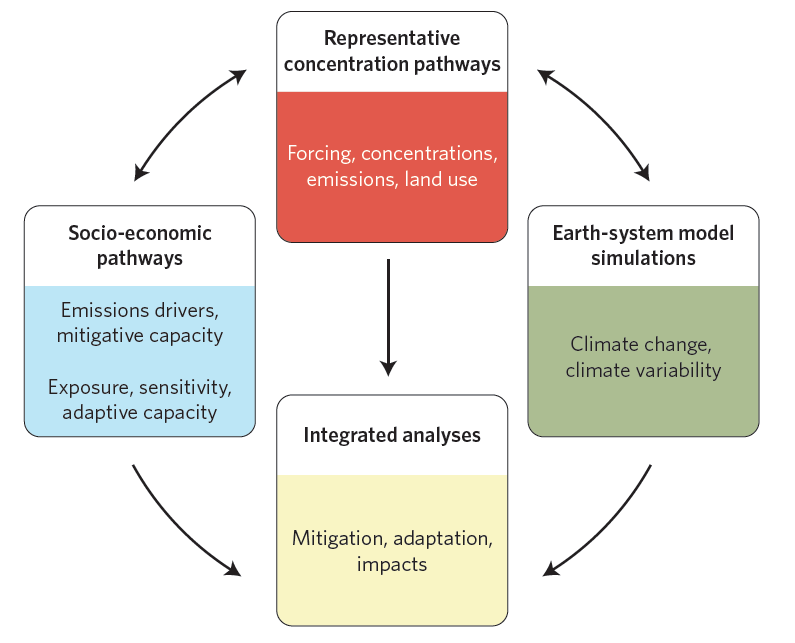 Representative
concentration pathways
Forcing, concentrations,
emissions, land use
Socio-economic
pathways
Emissions drivers,
mitigative capacity
Exposure, sensitivity,
adaptive capacity
Earth-system model
simulations
Climate change,
climate variability
Integrated analyses
Mitigation, adaptation,
impacts